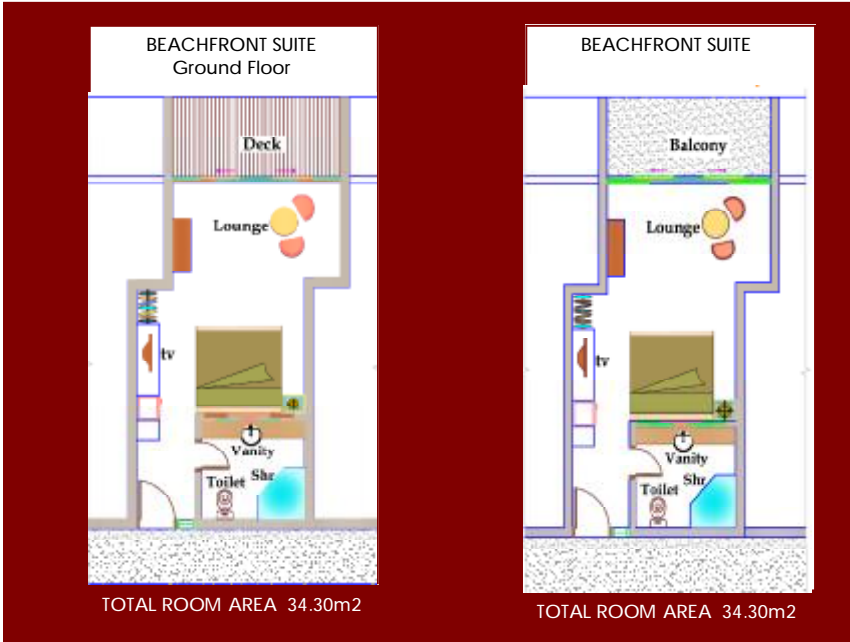 BEACHFRONT SUITE
Ground Floor
Deck
Lounge
tv
Vanity
Toilet Shr
TOTAL ROOM AREA 34.30m2
BEACHFRONT SUITE
Balcony
Lounge
tv
Vanity
Toilet Shr
TOTAL ROOM AREA 34.30m2